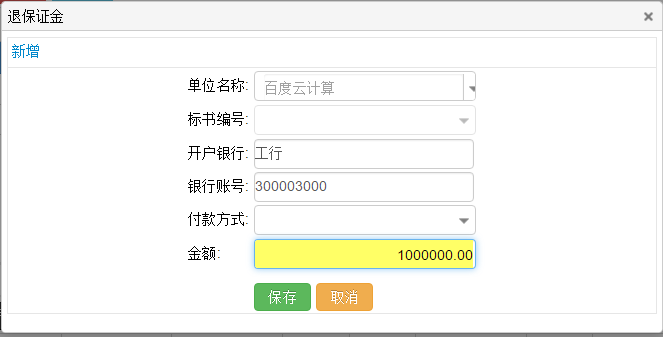 退保证金
新增
单位名称: 百度云计算
标书编号:
开户银行: 工行
银行账号: 300003000
付款方式:
金额: 1000000.00
保存 取消